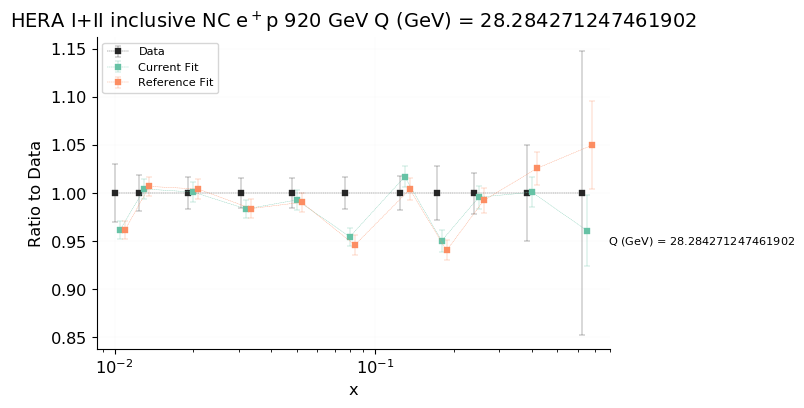 HERA I+II inclusive NC e⁺p 920 GeV Q (GeV) = 28.284271247461902
Data
Current Fit
Reference Fit
Ratio to Data
1.15
1.10
1.05
1.00
0.95
0.90
0.85
Q (GeV) = 28.284271247461902
10⁻²
10⁻¹
x